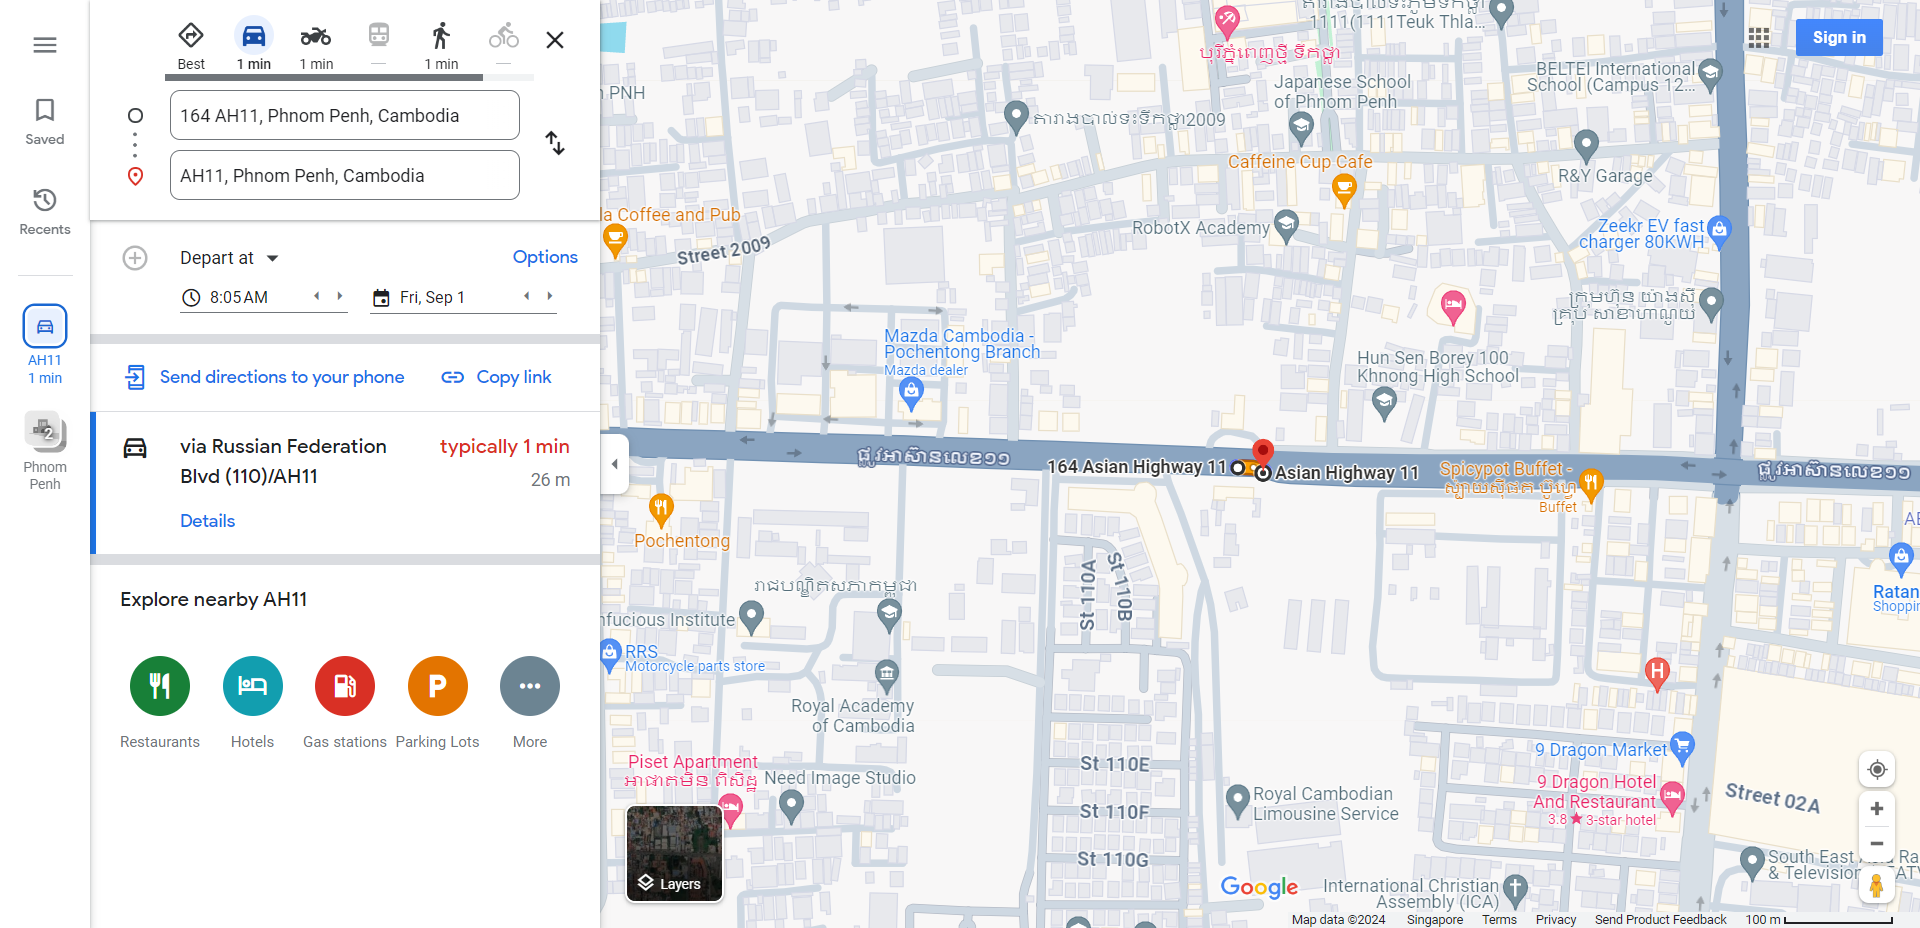 Best
1 min
1 min
—
1 min
—
164 AH11, Phnom Penh, Cambodia
AH11, Phnom Penh, Cambodia
Saved
Recents
AH11
1 min
2
Phnom
Penh
Depart at
Options
8:05 AM
Fri, Sep 1
Send directions to your phone
Copy link
via Russian Federation
Blvd (110)/AH11
typically 1 min
26 m
Details
Explore nearby AH11
Restaurants
Hotels
Gas stations
Parking Lots
More
Layers
Sign in
PNH
1111(1111Teuk Thla...
បុរីភ្នំពេញថ្មី ទឹកថ្លា
Japanese School
of Phnom Penh
BELTEI International
School (Campus 12...
តារាងបាល់ទះទឹកថ្លា2009
Caffeine Cup Cafe
R&Y Garage
la Coffee and Pub
Street 2009
RobotX Academy
Zeekr EV fast
charger 80KWH
ក្រុមហ៊ុន យ៉ាងស៊ី
គ្រុប សាខាហាណូយ
Mazda Cambodia -
Pochentong Branch
Mazda dealer
Hun Sen Borey 100
Khnong High School
ផ្លូវអាស៊ានលេខ១១
164 Asian Highway 11
Asian Highway 11
Spicypot Buffet -
ស្បាយស៊ីផត ប៊ូហ្វេ
Buffet
ផ្លូវអាស៊ានលេខ១១
Pochentong
រាជបណ្ឌិតសភាកម្ពុជា
St 110A
St 110B
nfucious Institute
RRS
Motorcycle parts store
Ratan
Shoppin
H
Royal Academy
of Cambodia
9 Dragon Market
Piset Apartment
អាផាតមិន ពិសិដ្ឋ
Need Image Studio
St 110E
St 110F
St 110G
Royal Cambodian
Limousine Service
9 Dragon Hotel
And Restaurant
3.8★ 3-star hotel
Street 02A
South East Asia Ra
& Television
Google
International Christian
Assembly (ICA)
Map data ©2024
Singapore
Terms
Privacy
Send Product Feedback
100 m